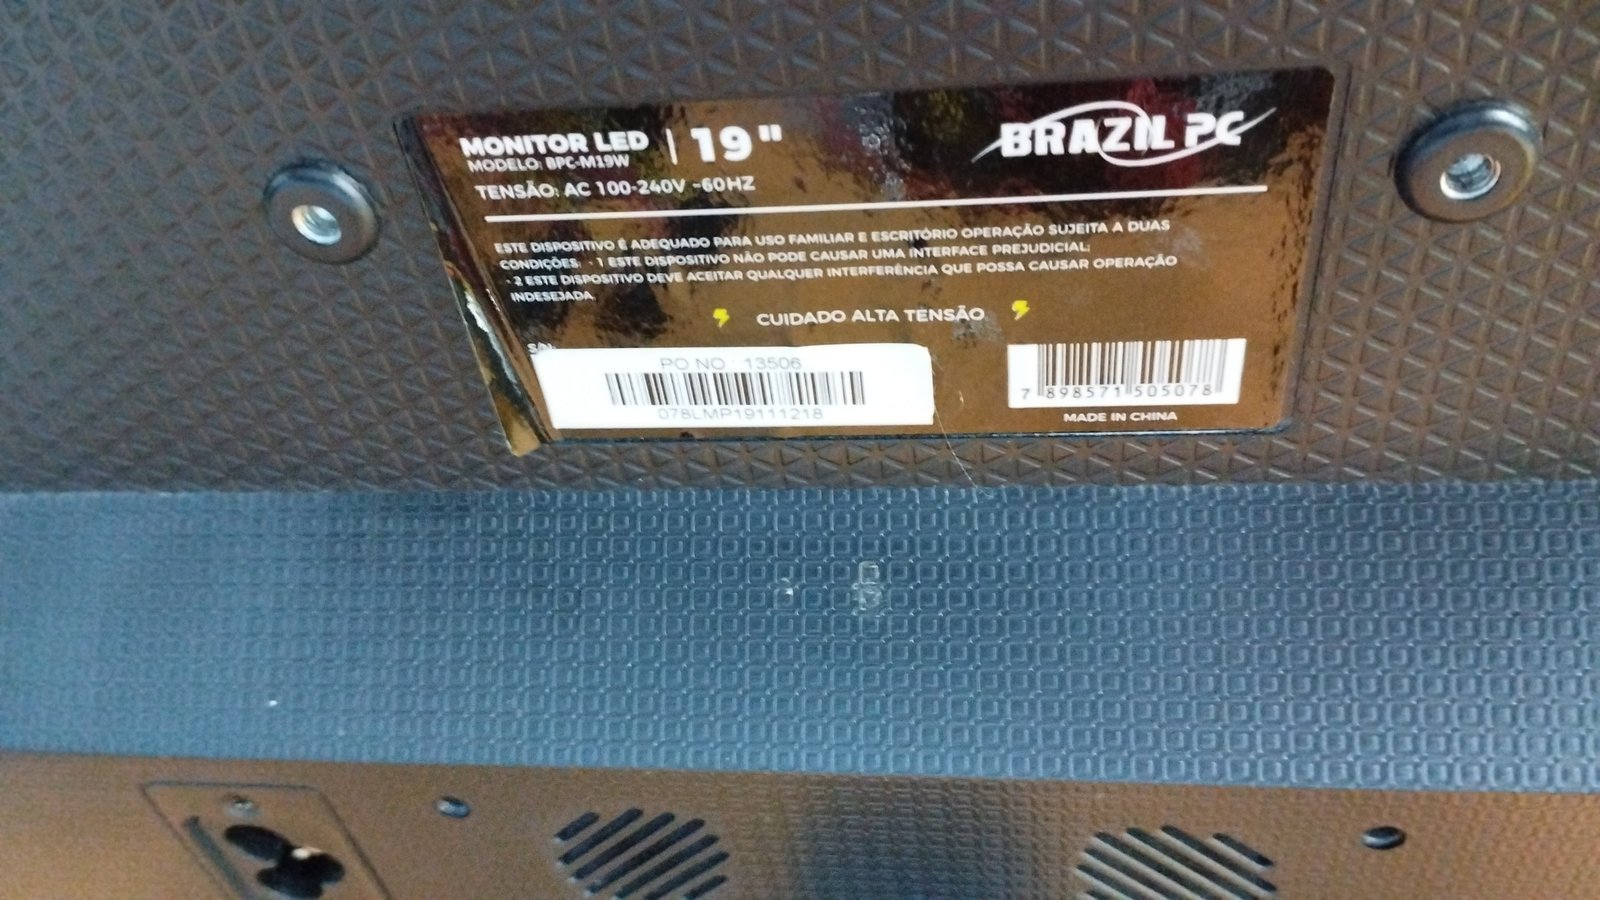 MONITOR LED | 19"
BRAZIL PC
MODELO: BPC-M19W
TENSÃO: AC 100-240V ~60HZ
ESTE DISPOSITIVO É ADEQUADO PARA USO FAMILIAR E ESCRITÓRIO OPERAÇÃO SUJEITA A DUAS
CONDIÇÕES: - 1 ESTE DISPOSITIVO NÃO PODE CAUSAR UMA INTERFACE PREJUDICIAL;
- 2 ESTE DISPOSITIVO DEVE ACEITAR QUALQUER INTERFERÊNCIA QUE POSSA CAUSAR OPERAÇÃO
INDESEJADA.
CUIDADO ALTA TENSÃO
S/N:
PO NO : 13506
078LMP19111218
7 898571 505078
MADE IN CHINA